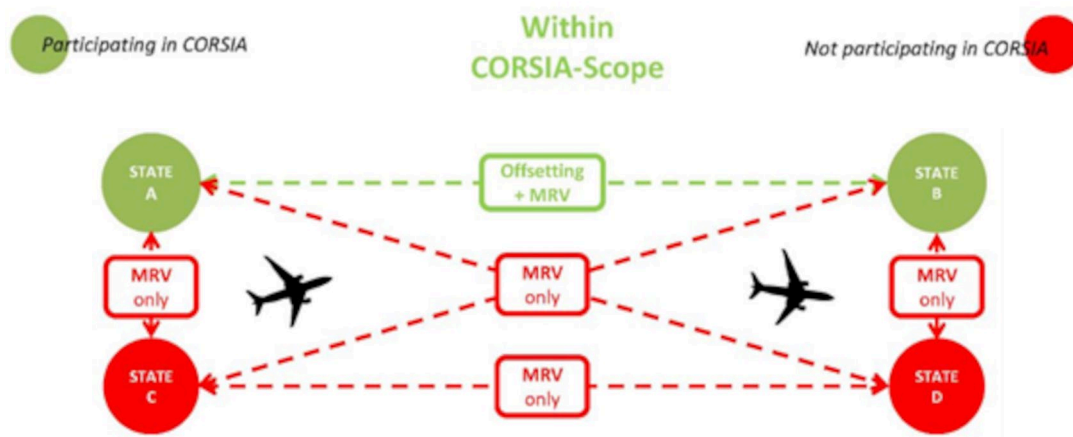 Participating in CORSIA
Within
CORSIA-Scope
Not participating in CORSIA
STATE
A
Offsetting
+ MRV
STATE
B
MRV
only
MRV
only
MRV
only
STATE
C
MRV
only
STATE
D